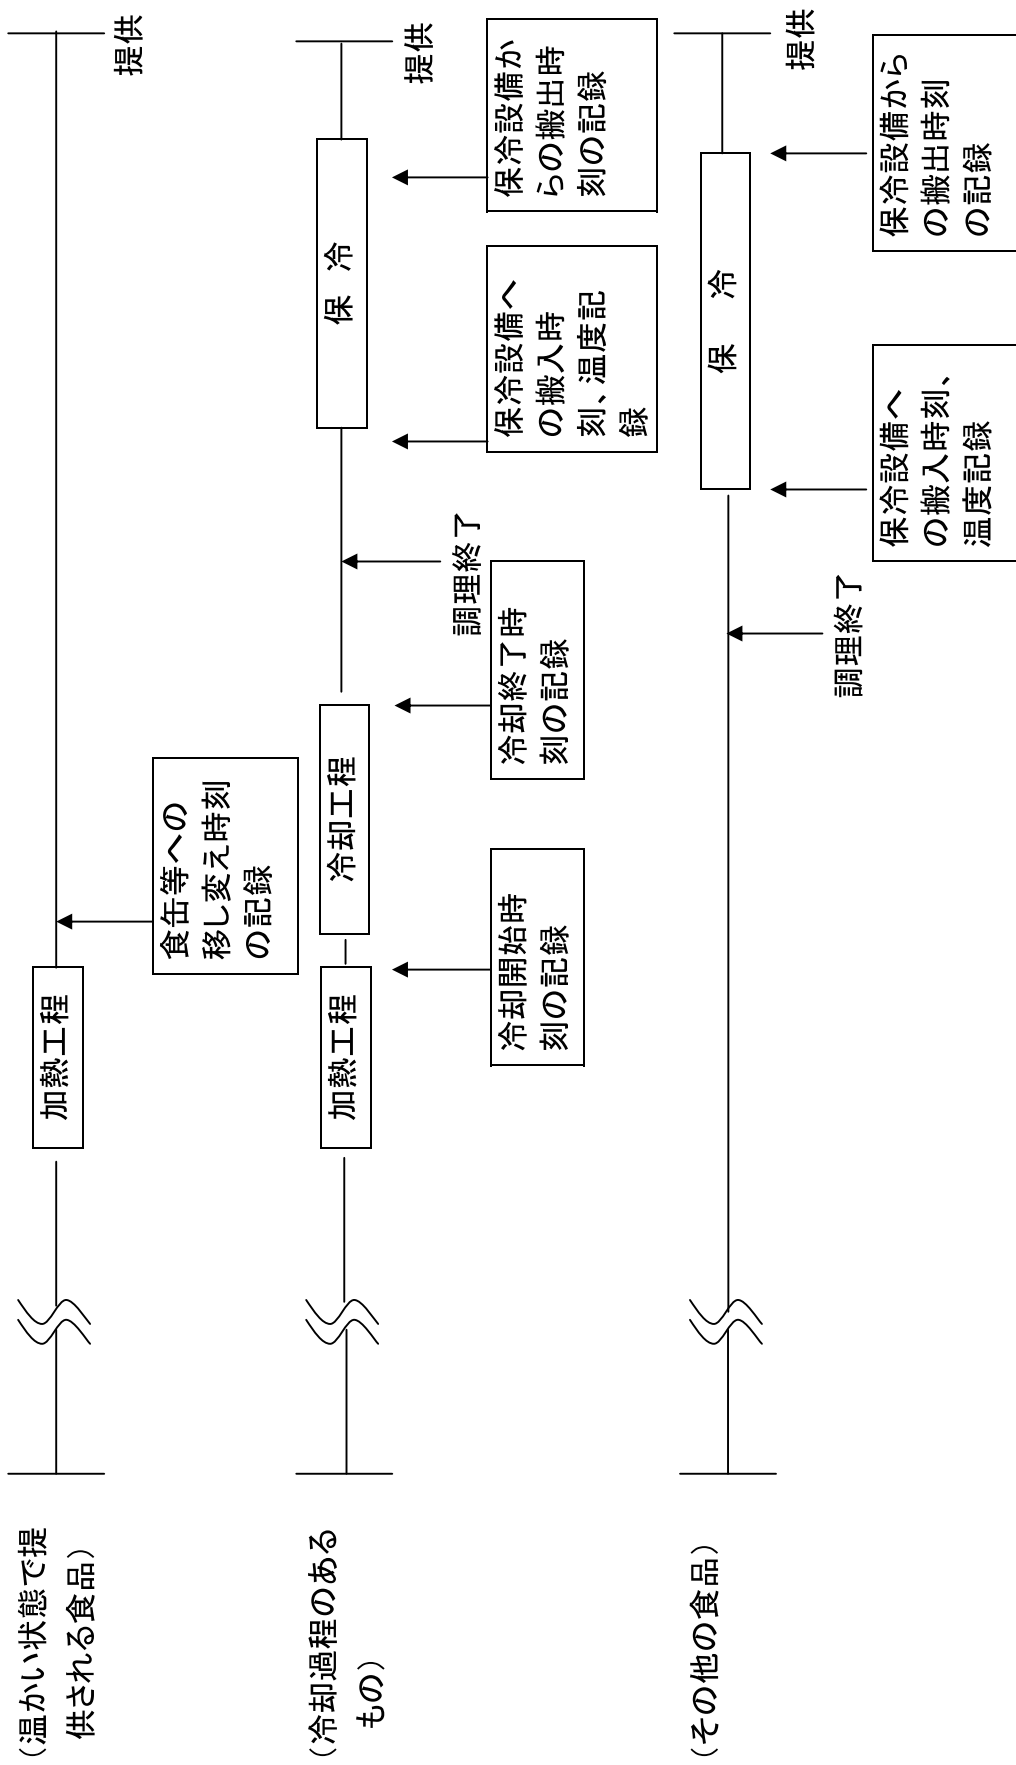 （温かい状態で提
供される食品）
加熱工程
食缶等への
移し変え時刻
の記録
提供
（冷却過程のある
もの）
加熱工程
冷却開始時
刻の記録
冷却工程
冷却終了時
刻の記録
調理終了
保冷設備へ
の搬入時
刻、温度記
録
保　冷
保冷設備か
らの搬出時
刻の記録
提供
（その他の食品）
調理終了
保冷設備へ
の搬入時刻、
温度記録
保　冷
保冷設備から
の搬出時刻
の記録
提供